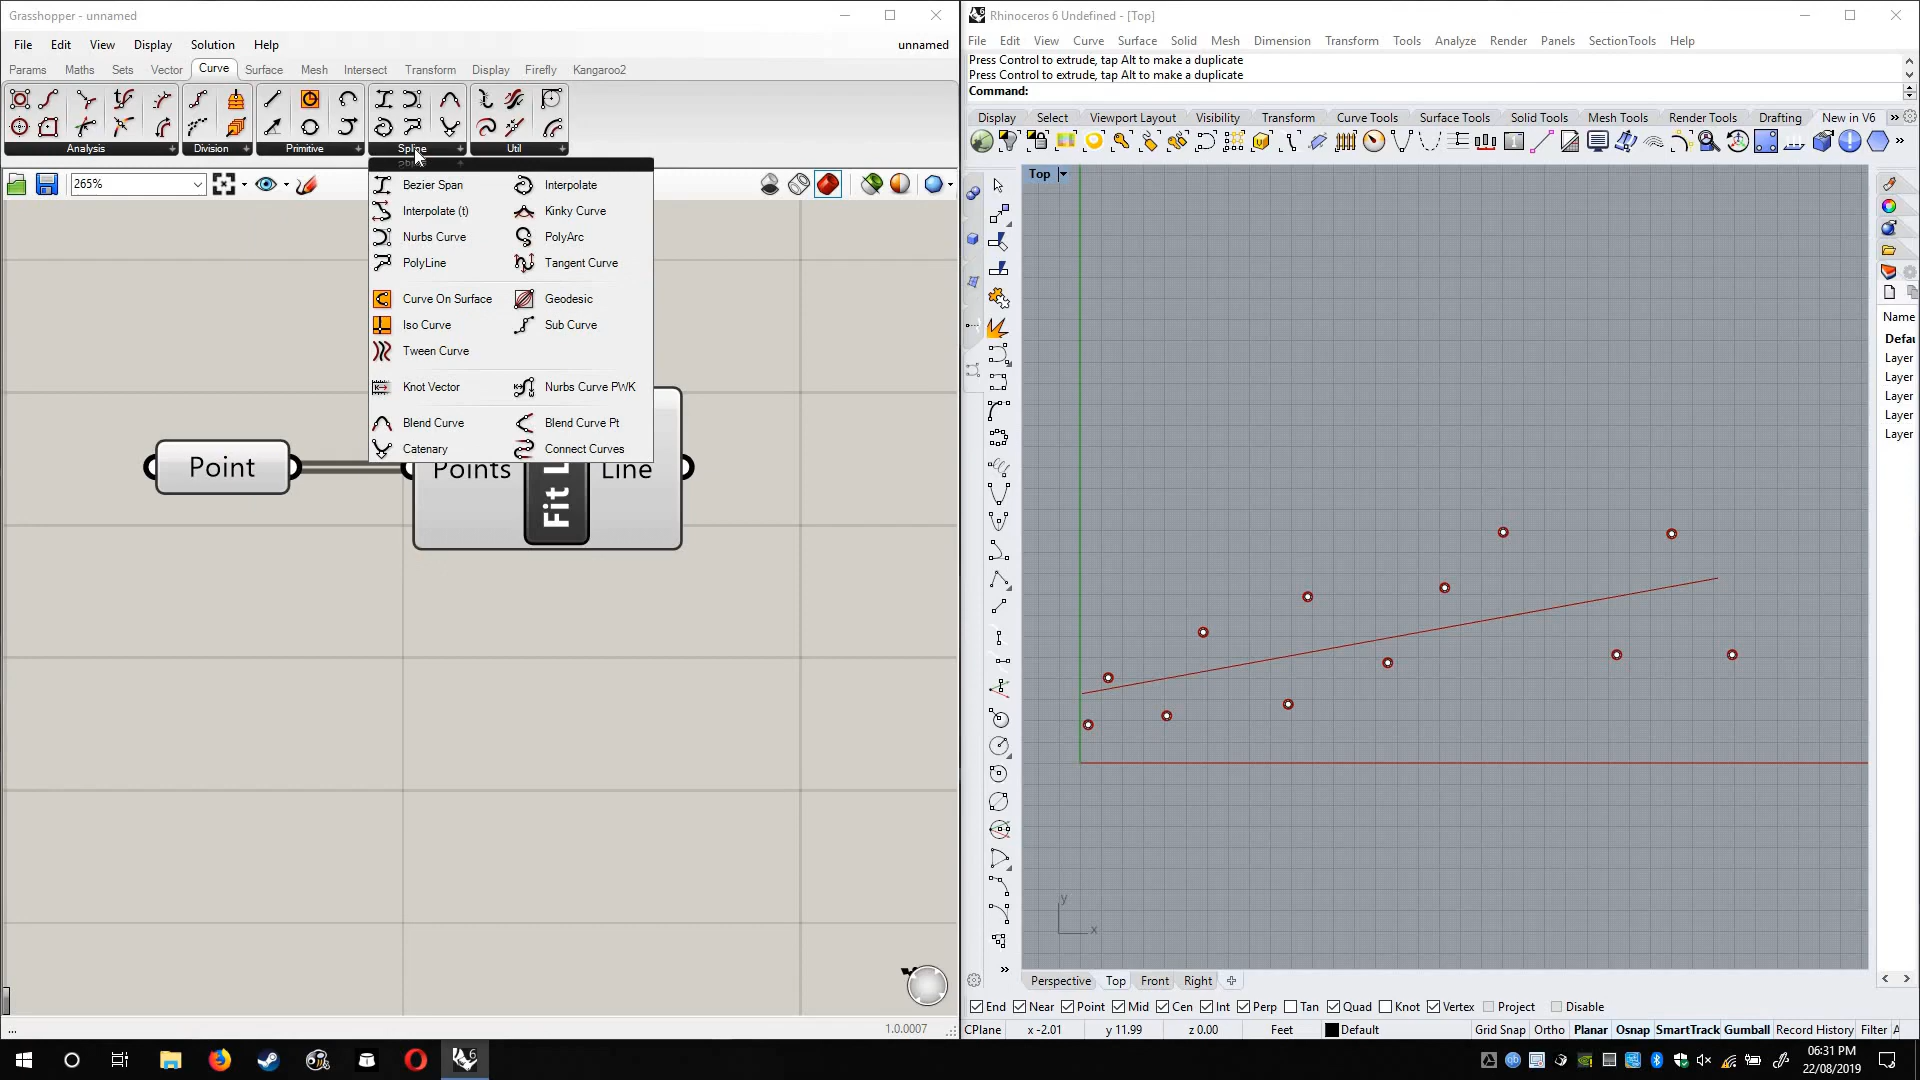 Grasshopper - unnamed
File Edit View Display Solution Help unnamed
Params Maths Sets Vector Curve Surface Mesh Intersect Transform Display Firefly Kangaroo2
Analysis Division Primitive Spline Util
265%
Bezier Span Interpolate
Interpolate (t) Kinky Curve
Nurbs Curve PolyArc
PolyLine Tangent Curve
Curve On Surface Geodesic
Iso Curve Sub Curve
Tween Curve
Knot Vector Nurbs Curve PWK
Blend Curve Blend Curve Pt
Catenary Connect Curves
Point Points Fit Line
... 1.0.0007
Rhinoceros 6 Undefined - [Top]
File Edit View Curve Surface Solid Mesh Dimension Transform Tools Analyze Render Panels SectionTools Help
Press Control to extrude, tap Alt to make a duplicate
Press Control to extrude, tap Alt to make a duplicate
Command:
Display Select Viewport Layout Visibility Transform Curve Tools Surface Tools Solid Tools Mesh Tools Render Tools Drafting New in V6 »
Top
Name
Defau
Layer
Layer
Layer
Layer
Layer
y
x
Perspective Top Front Right
End Near Point Mid Cen Int Perp Tan Quad Knot Vertex Project Disable
CPlane x -2.01 y 11.99 z 0.00 Feet Default Grid Snap Ortho Planar Osnap SmartTrack Gumball Record History Filter A
06:31 PM
22/08/2019